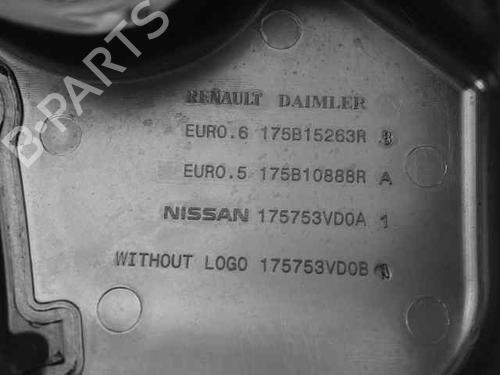 B-PARTS
RENAULT DAIMLER
EURO.6 175B15263R
EURO.5 175B10888R A
NISSAN 175753VD0A 1
WITHOUT LOGO 175753VD0B